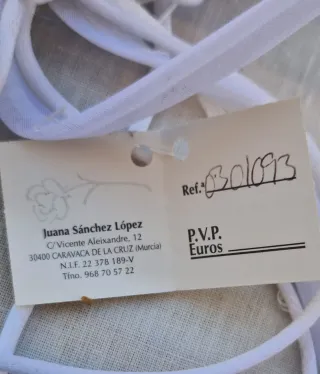 Juana Sánchez López
C/ Vicente Aleixandre, 12
30400 CARAVACA DE LA CRUZ (Murcia)
N.I.F. 22 378 189-V
Tfno. 968 70 57 22
Ref.ª 0301093
P.V.P.
Euros